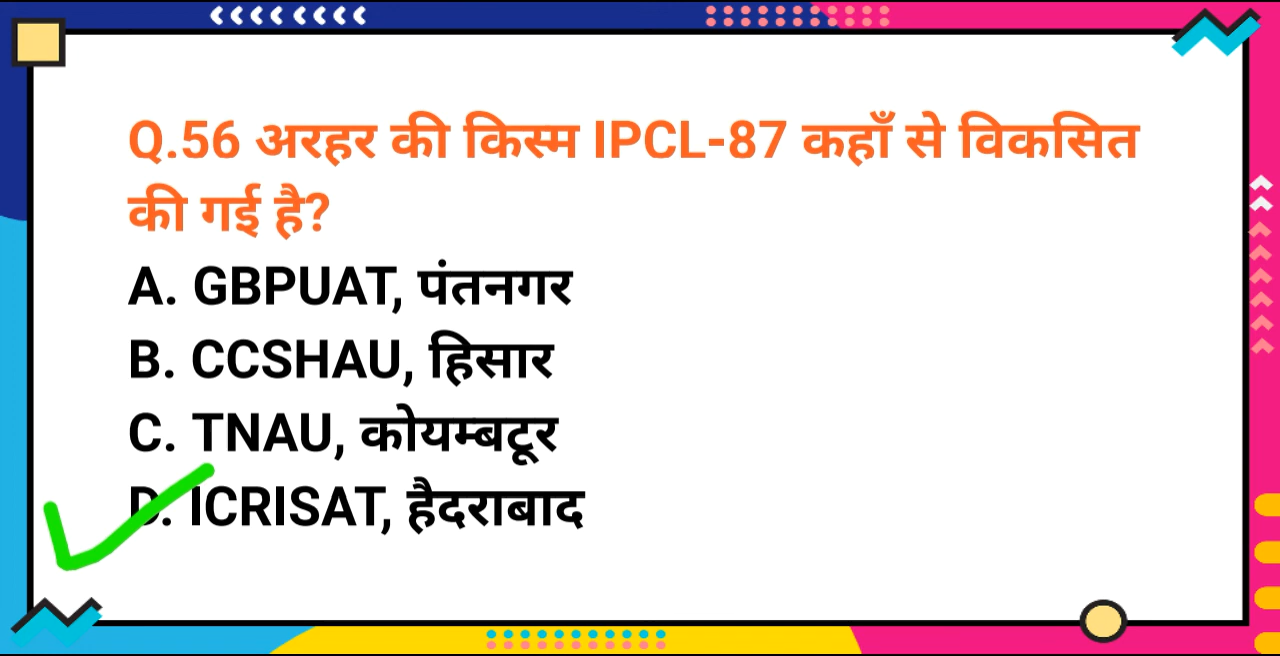 Q.56 अरहर की किस्म IPCL-87 कहाँ से विकसित
की गई है?
A. GBPUAT, पंतनगर
B. CCSHAU, हिसार
C. TNAU, कोयम्बटूर
D. ICRISAT, हैदराबाद